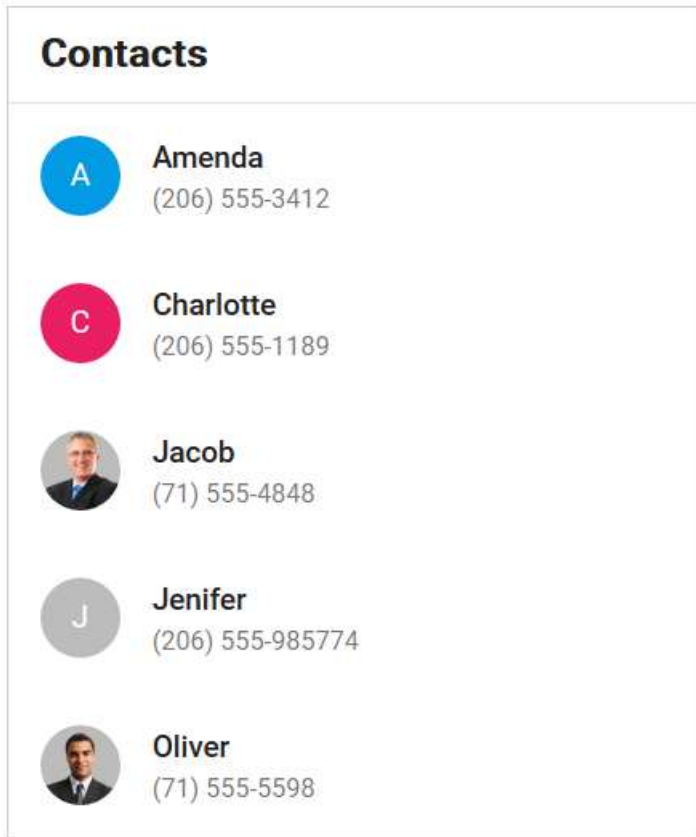 Contacts
A
Amenda
(206) 555-3412
C
Charlotte
(206) 555-1189
Jacob
(71) 555-4848
J
Jenifer
(206) 555-985774
Oliver
(71) 555-5598